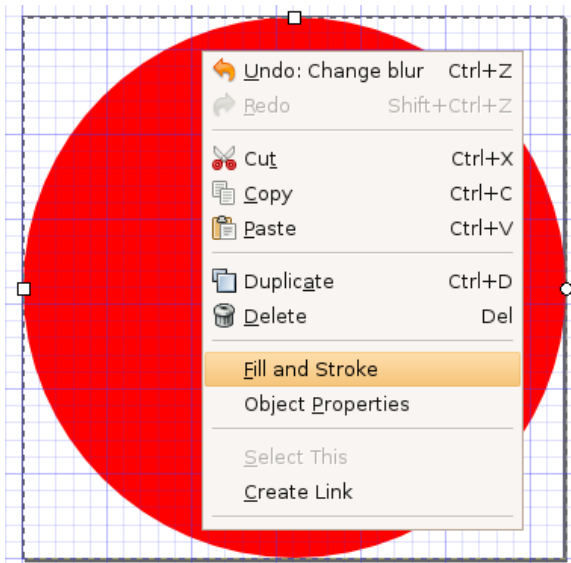 Undo: Change blur Ctrl+Z
Redo Shift+Ctrl+Z
Cut Ctrl+X
Copy Ctrl+C
Paste Ctrl+V
Duplicate Ctrl+D
Delete Del
Fill and Stroke
Object Properties
Select This
Create Link